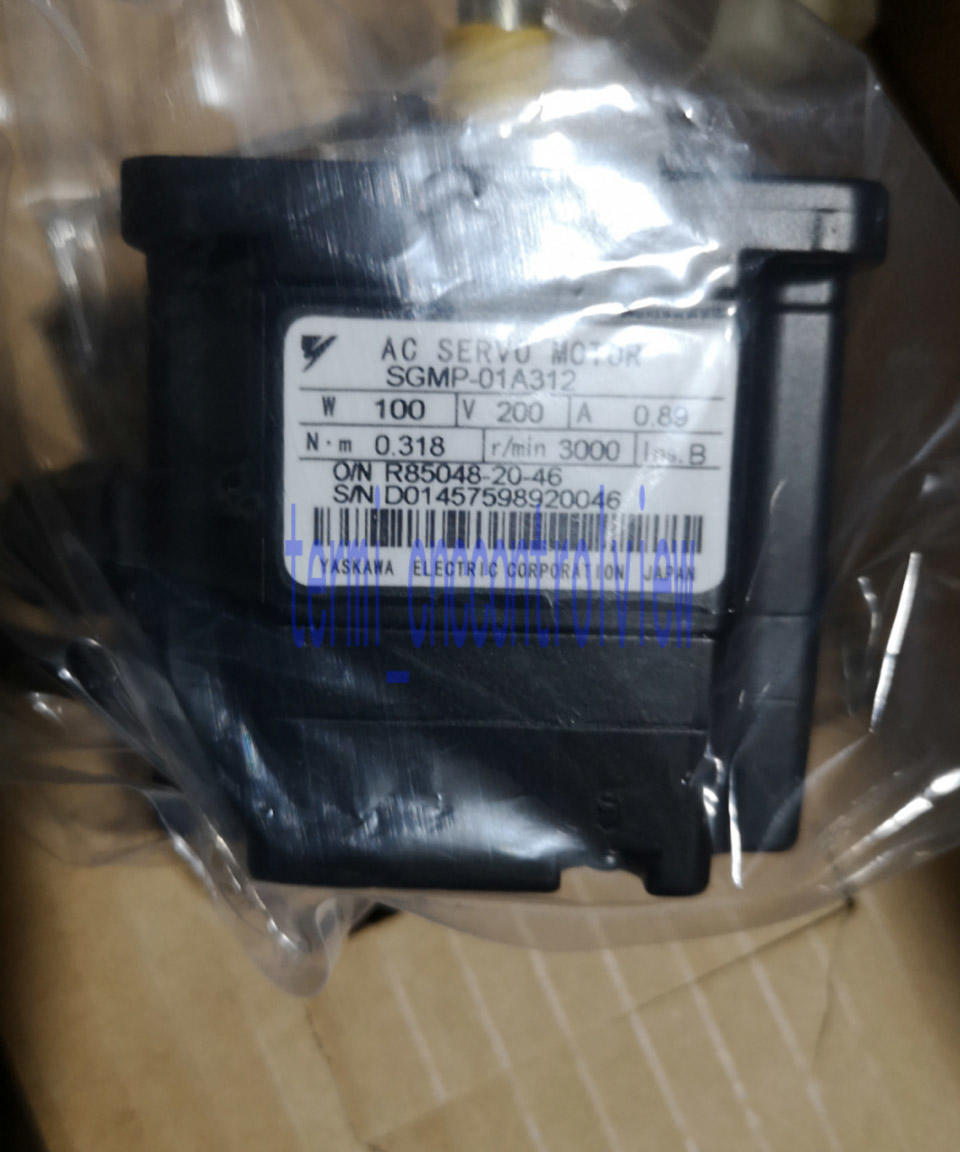 AC SERVO MOTOR
SGMP-01A312
W 100 V 200 A 0.89
N·m 0.318 r/min 3000 Ins. B
O/N R85048-20-46
S/N D01457598920046
YASKAWA ELECTRIC CORPORATION JAPAN